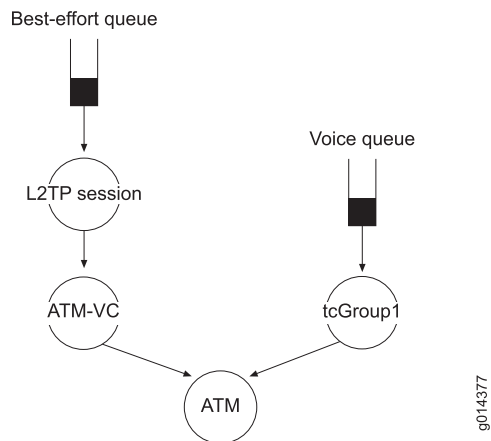 Best-effort queue
Voice queue
L2TP session
ATM-VC
tcGroup1
ATM
g014377